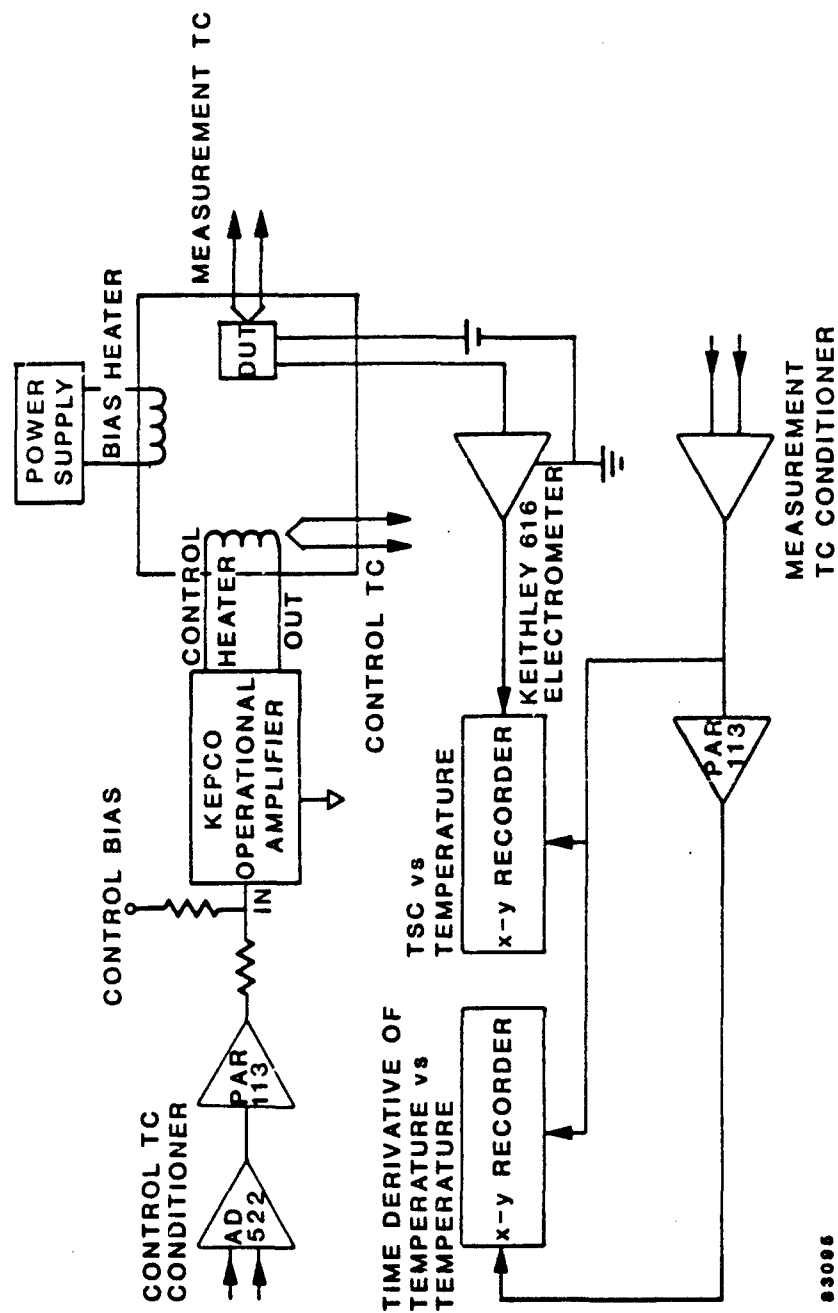 CONTROL TC
CONDITIONER
AD
522
PAR
113
CONTROL BIAS
IN
KEPCO
OPERATIONAL
AMPLIFIER
OUT
CONTROL
HEATER
CONTROL TC
POWER
SUPPLY
BIAS HEATER
DUT
MEASUREMENT TC
TIME DERIVATIVE OF
TEMPERATURE vs
TEMPERATURE
x-y RECORDER
TSC vs
TEMPERATURE
x-y RECORDER
KEITHLEY 616
ELECTROMETER
PAR
113
MEASUREMENT
TC CONDITIONER
83095